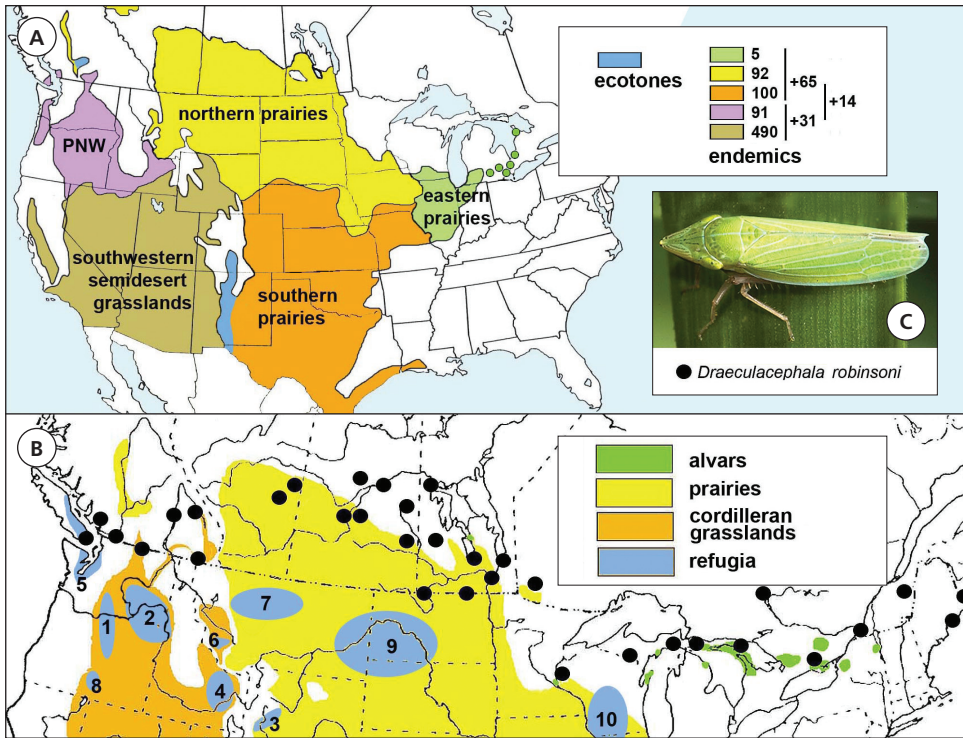 A
northern prairies
PNW
eastern
prairies
southwestern
semidesert
grasslands
southern
prairies
ecotones
5
92
100
91
490
+65
+31
+14
endemics
C
Draeculacephala robinsoni
B
alvars
prairies
cordilleran
grasslands
refugia
5
1
2
6
7
9
8
4
3
10